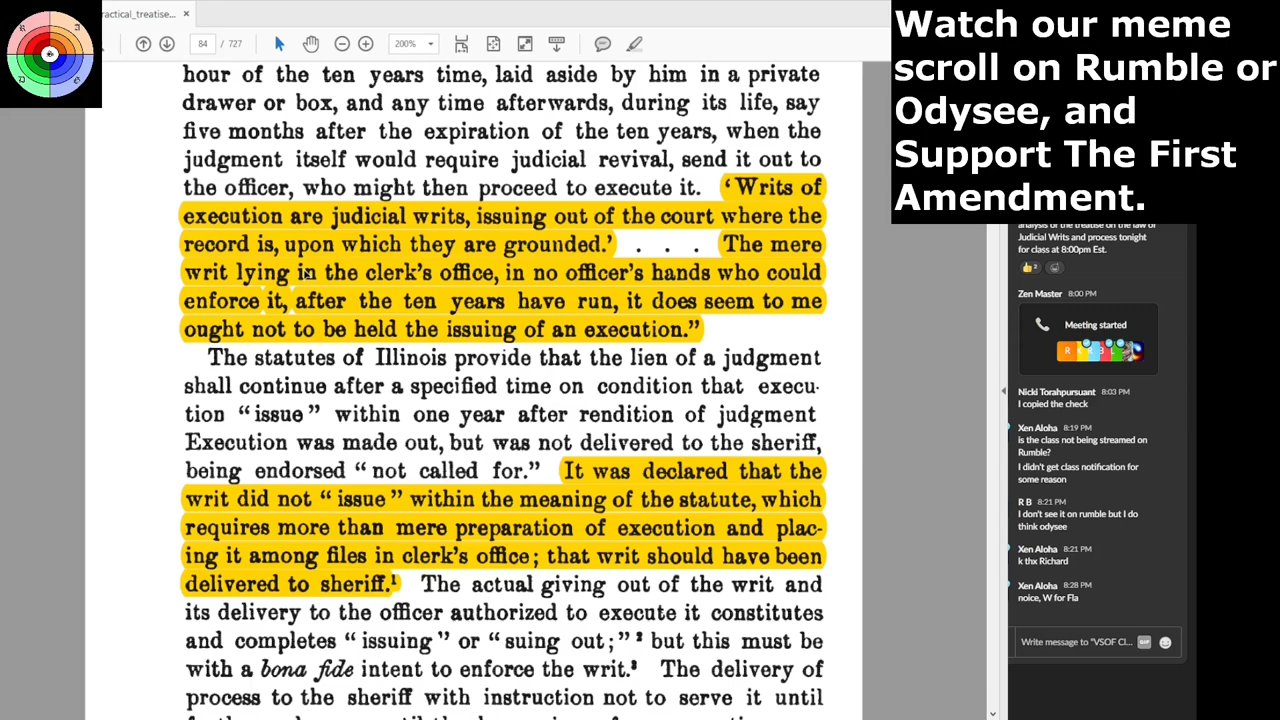 ractical_treatise...
84 / 727
200%
hour of the ten years time, laid aside by him in a private
drawer or box, and any time afterwards, during its life, say
five months after the expiration of the ten years, when the
judgment itself would require judicial revival, send it out to
the officer, who might then proceed to execute it. ‘Writs of
execution are judicial writs, issuing out of the court where the
record is, upon which they are grounded.’ . . . The mere
writ lying in the clerk’s office, in no officer’s hands who could
enforce it, after the ten years have run, it does seem to me
ought not to be held the issuing of an execution.”
The statutes of Illinois provide that the lien of a judgment
shall continue after a specified time on condition that execu-
tion “issue” within one year after rendition of judgment
Execution was made out, but was not delivered to the sheriff,
being endorsed “not called for.” It was declared that the
writ did not “issue” within the meaning of the statute, which
requires more than mere preparation of execution and plac-
ing it among files in clerk’s office; that writ should have been
delivered to sheriff.¹ The actual giving out of the writ and
its delivery to the officer authorized to execute it constitutes
and completes “issuing” or “suing out;” ² but this must be
with a bona fide intent to enforce the writ.³ The delivery of
process to the sheriff with instruction not to serve it until
Watch our meme
scroll on Rumble or
Odysee, and
Support The First
Amendment.
analysis of the treatise on the law of
Judicial Writs and process tonight
for class at 8:00pm Est.
Zen Master 8:00 PM
Meeting started
R K R B L
Nicki Torahpursuant 8:03 PM
I copied the check
Xen Aloha 8:19 PM
is the class not being streamed on
Rumble?
I didn't get class notification for
some reason
R B 8:21 PM
I don't see it on rumble but I do
think odysee
Xen Aloha 8:21 PM
k thx Richard
Xen Aloha 8:28 PM
noice, W for Fla
Write message to "VSOF Cl...
GIF